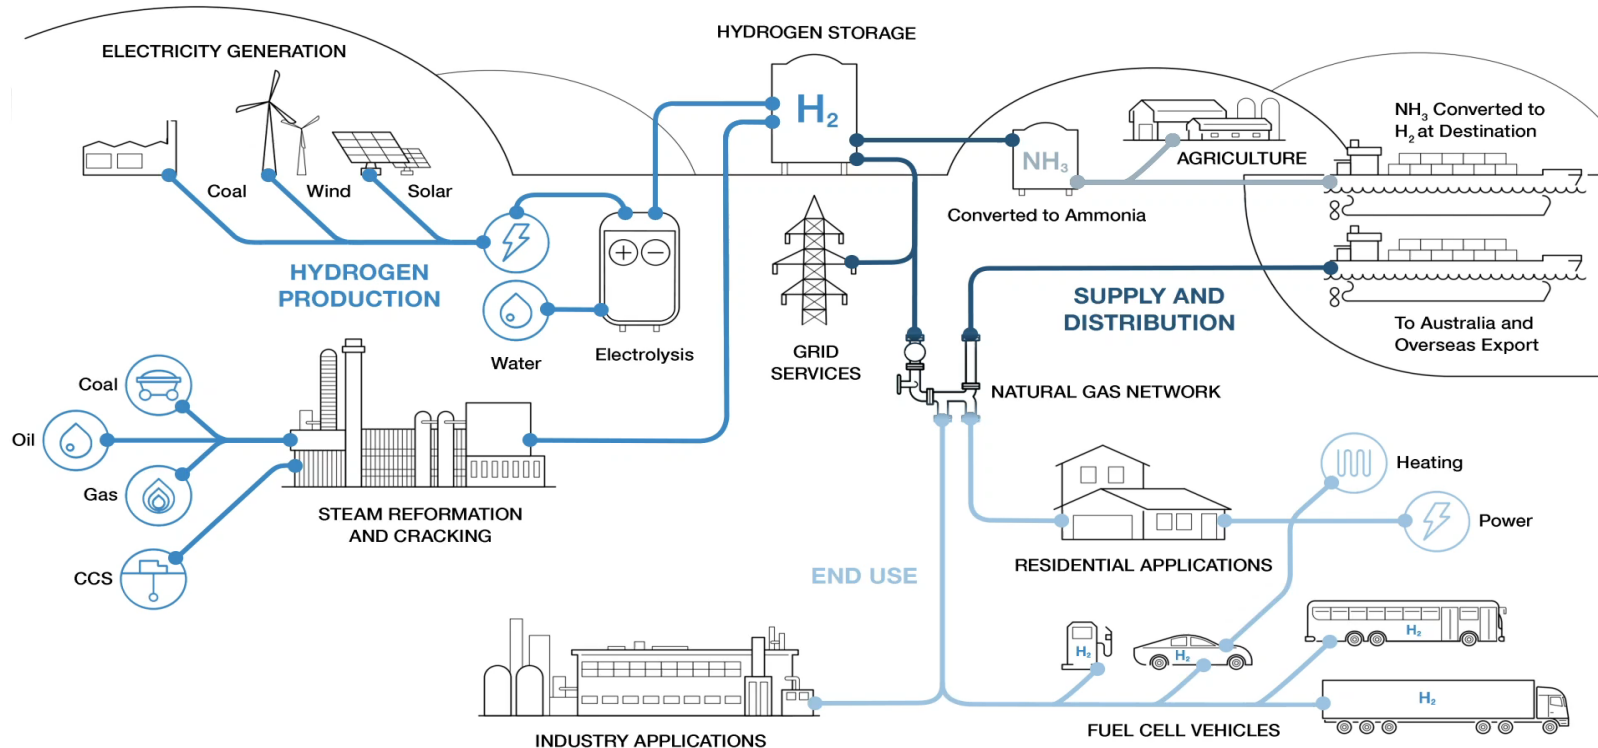 HYDROGEN STORAGE
ELECTRICITY GENERATION
H₂
NH₃ Converted to
H₂ at Destination
NH₃
AGRICULTURE
Coal
Wind
Solar
Converted to Ammonia
HYDROGEN
PRODUCTION
SUPPLY AND
DISTRIBUTION
To Australia and
Overseas Export
Water
Electrolysis
GRID
SERVICES
NATURAL GAS NETWORK
Coal
Oil
Gas
CCS
STEAM REFORMATION
AND CRACKING
Heating
Power
RESIDENTIAL APPLICATIONS
END USE
H₂
H₂
H₂
H₂
FUEL CELL VEHICLES
INDUSTRY APPLICATIONS